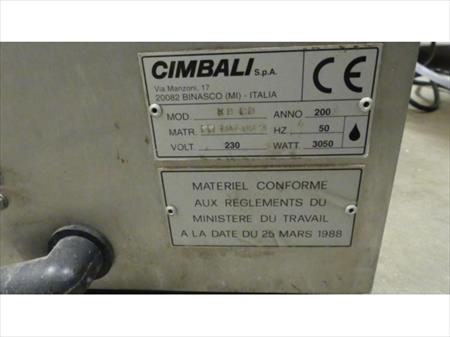 CIMBALI S.p.A.
Via Manzoni, 17
20082 BINASCO (MI) - ITALIA
CE
MOD. ANNO
MATR. HZ 50
VOLT. 230 WATT. 3050
MATERIEL CONFORME
AUX REGLEMENTS DU
MINISTERE DU TRAVAIL
A LA DATE DU 25 MARS 1988